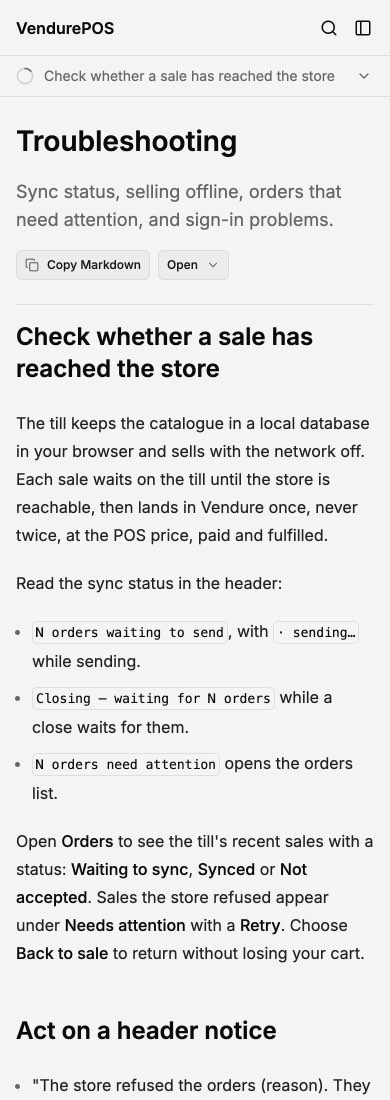 VendurePOS
Check whether a sale has reached the store
Troubleshooting
Sync status, selling offline, orders that
need attention, and sign-in problems.
Copy Markdown Open
Check whether a sale has
reached the store
The till keeps the catalogue in a local database
in your browser and sells with the network off.
Each sale waits on the till until the store is
reachable, then lands in Vendure once, never
twice, at the POS price, paid and fulfilled.
Read the sync status in the header:
• N orders waiting to send, with · sending…
while sending.
• Closing — waiting for N orders while a
close waits for them.
• N orders need attention opens the orders
list.
Open Orders to see the till's recent sales with a
status: Waiting to sync, Synced or Not
accepted. Sales the store refused appear
under Needs attention with a Retry. Choose
Back to sale to return without losing your cart.
Act on a header notice
• "The store refused the orders (reason). They